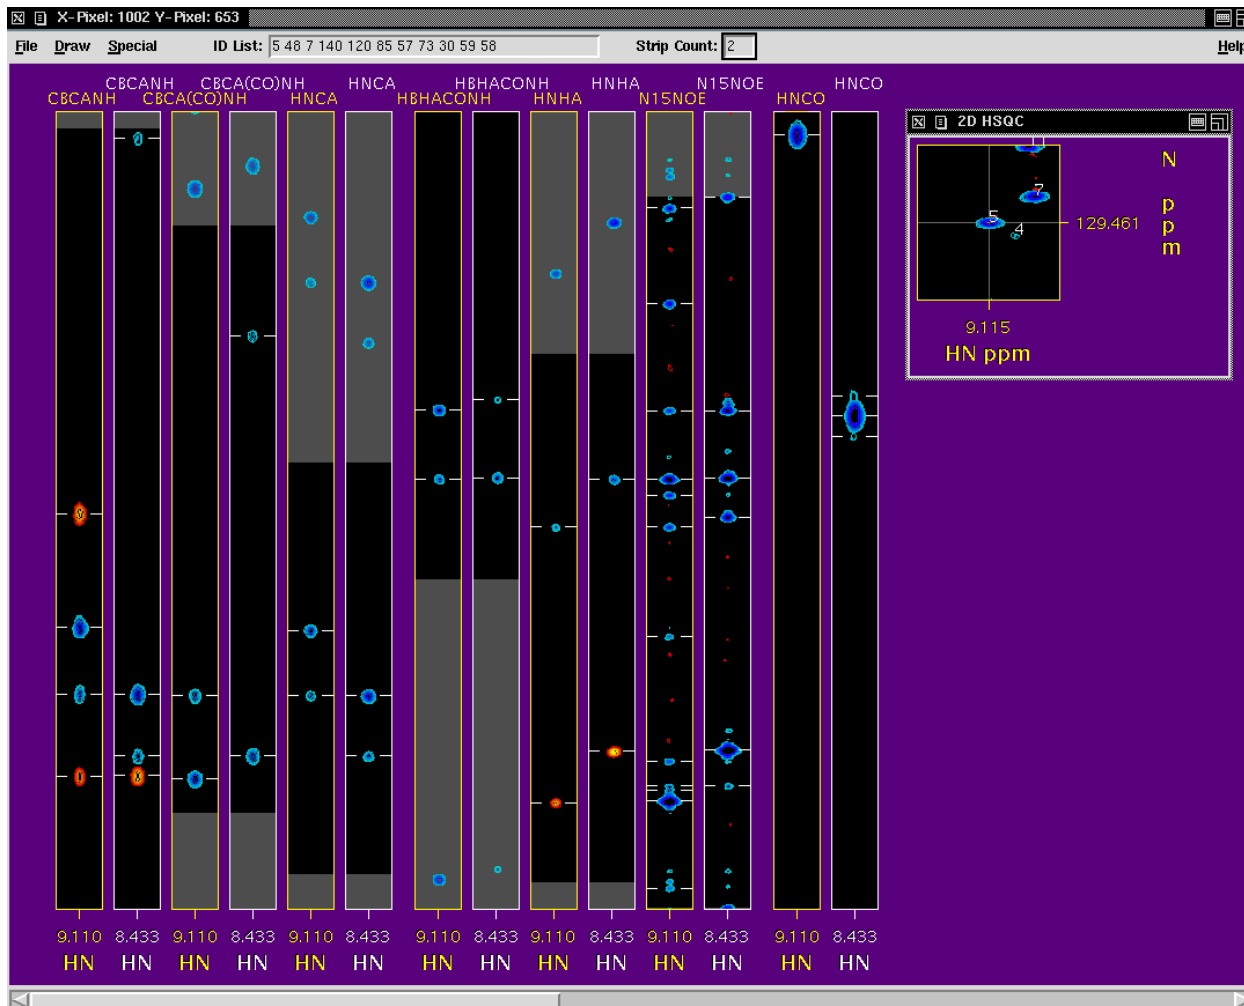 X-Pixel: 1002 Y-Pixel: 653
File Draw Special ID List: 5 48 7 140 120 85 57 73 30 59 58 Strip Count: 2 Help
CBCANH CBCA(CO)NH HNCA HBHACONH HNHA N15NOE HNCO
CBCANH CBCA(CO)NH HNCA HBHACONH HNHA N15NOE HNCO
2D HSQC
N
7
5
4
129.461
p
p
m
9.115
HN ppm
9.110 8.433 9.110 8.433 9.110 8.433 9.110 8.433 9.110 8.433 9.110 8.433 9.110 8.433
HN HN HN HN HN HN HN HN HN HN HN HN HN HN